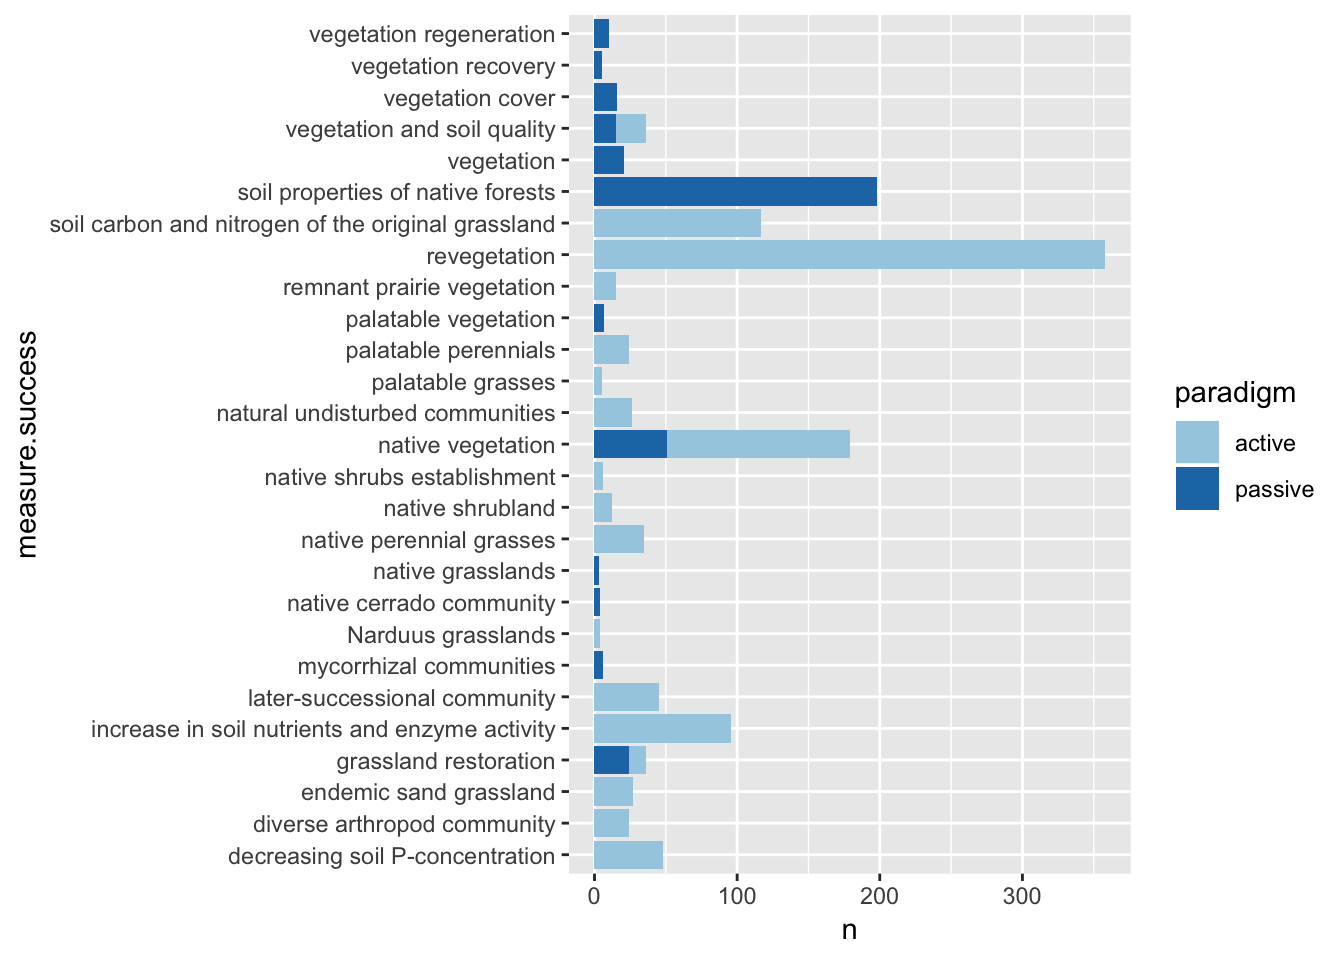 vegetation regeneration
vegetation recovery
vegetation cover
vegetation and soil quality
vegetation
soil properties of native forests
soil carbon and nitrogen of the original grassland
revegetation
remnant prairie vegetation
palatable vegetation
palatable perennials
palatable grasses
natural undisturbed communities
native vegetation
native shrubs establishment
native shrubland
native perennial grasses
native grasslands
native cerrado community
Narduus grasslands
mycorrhizal communities
later-successional community
increase in soil nutrients and enzyme activity
grassland restoration
endemic sand grassland
diverse arthropod community
decreasing soil P-concentration
measure.success
0 100 200 300
n
paradigm
active
passive